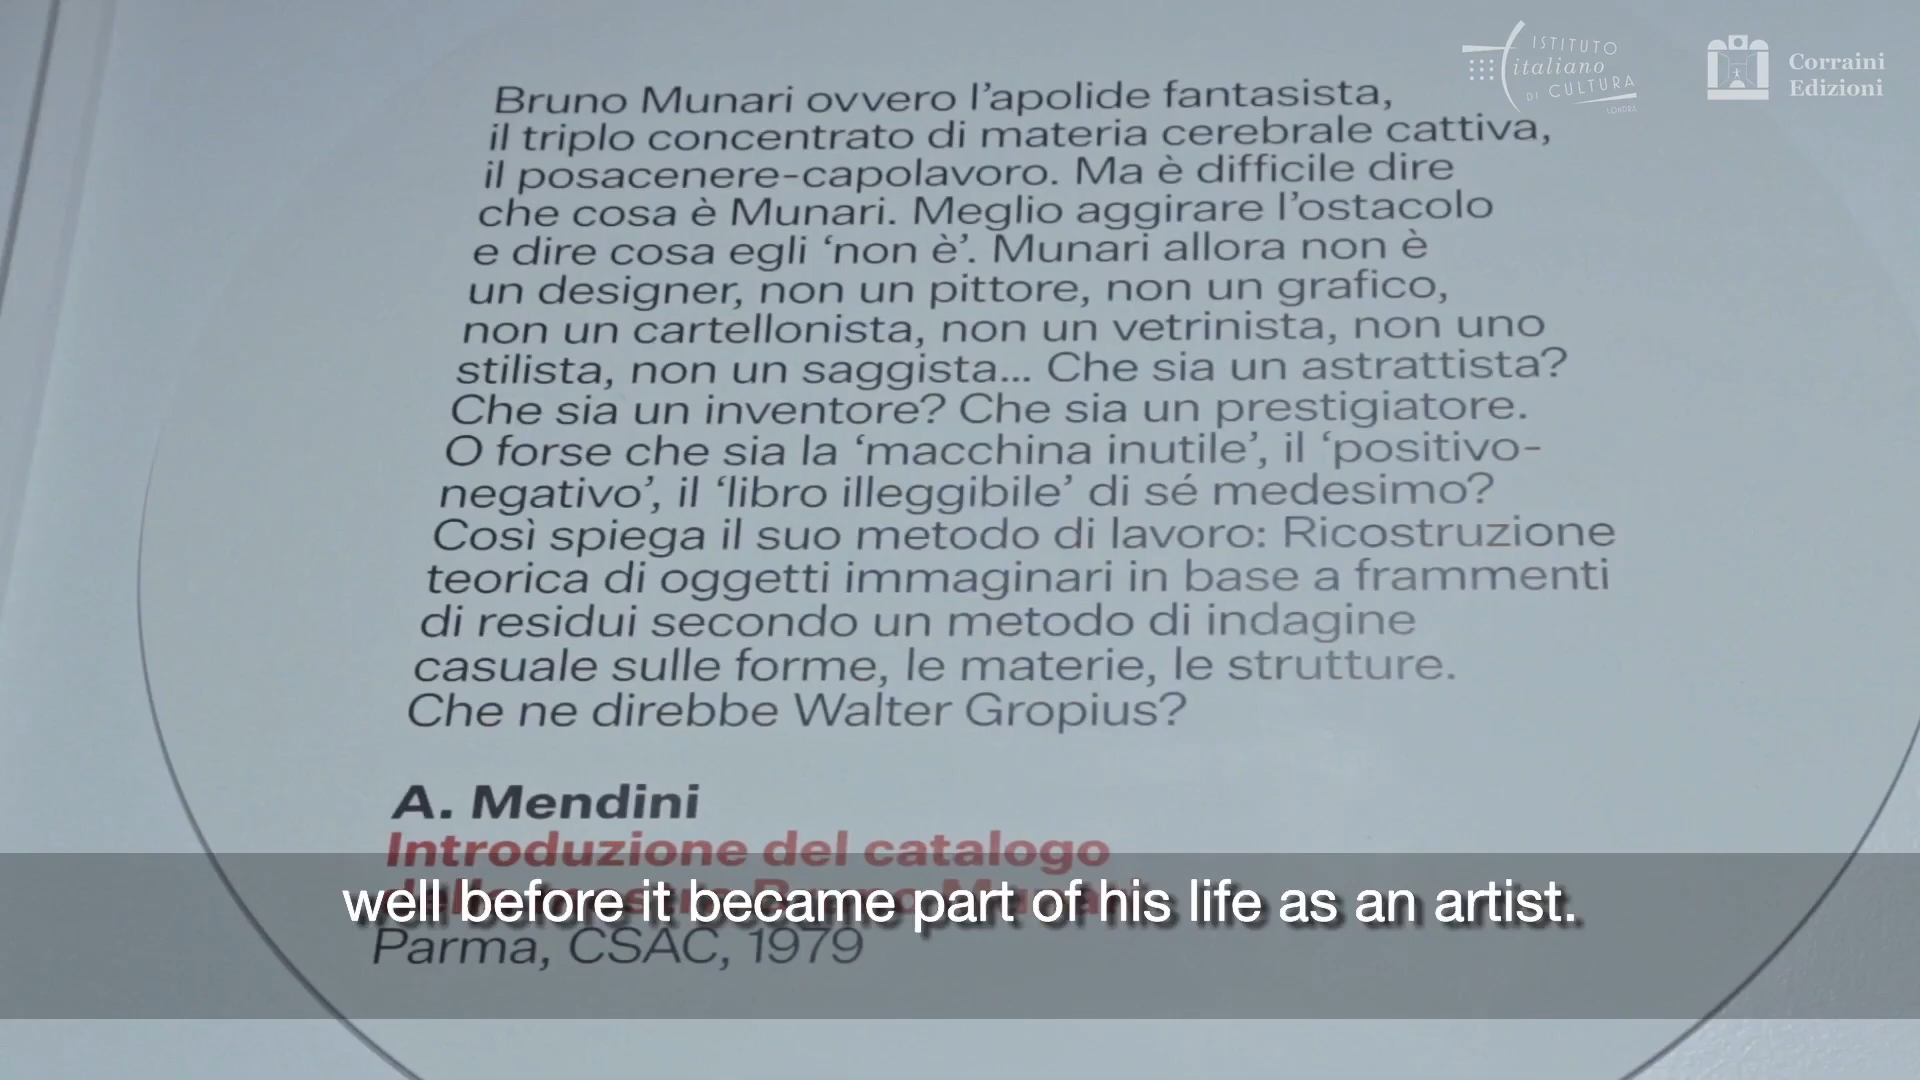 ISTITUTO
italiano
DI CULTURA
LONDRA
Corraini
Edizioni
Bruno Munari ovvero l’apolide fantasista,
il triplo concentrato di materia cerebrale cattiva,
il posacenere-capolavoro. Ma è difficile dire
che cosa è Munari. Meglio aggirare l’ostacolo
e dire cosa egli ‘non è’. Munari allora non è
un designer, non un pittore, non un grafico,
non un cartellonista, non un vetrinista, non uno
stilista, non un saggista... Che sia un astrattista?
Che sia un inventore? Che sia un prestigiatore.
O forse che sia la ‘macchina inutile’, il ‘positivo-
negativo’, il ‘libro illeggibile’ di sé medesimo?
Così spiega il suo metodo di lavoro: Ricostruzione
teorica di oggetti immaginari in base a frammenti
di residui secondo un metodo di indagine
casuale sulle forme, le materie, le strutture.
Che ne direbbe Walter Gropius?
A. Mendini
Introduzione del catalogo
well before it became part of his life as an artist.
Parma, CSAC, 1979